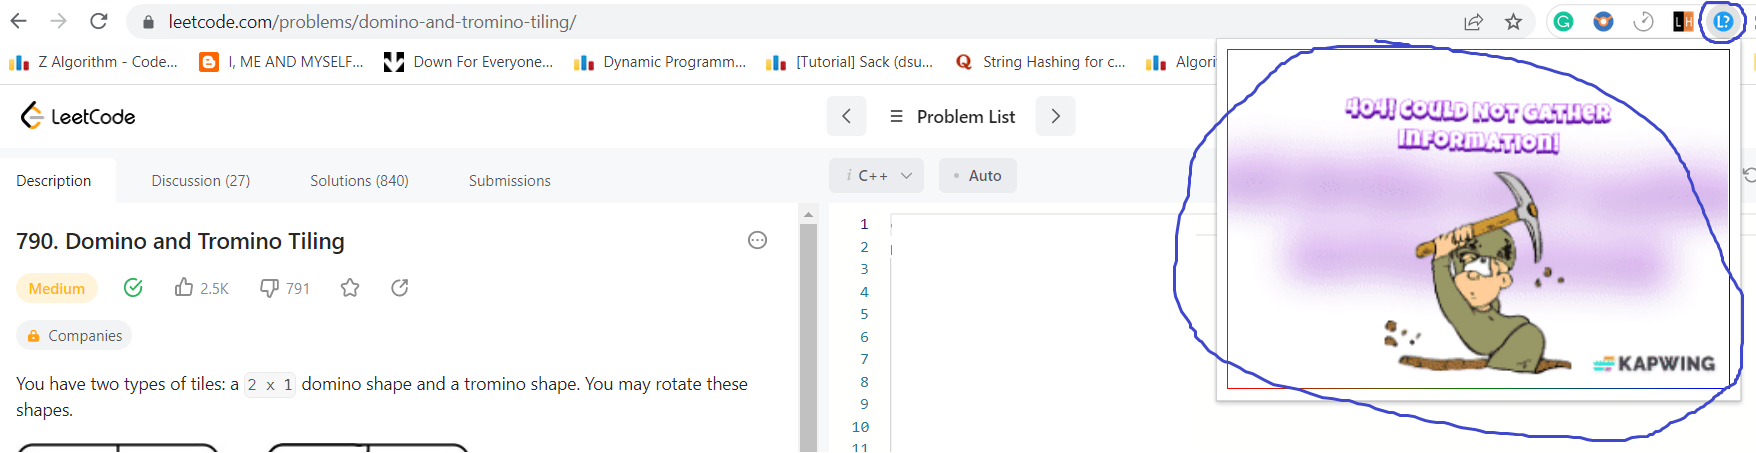 leetcode.com/problems/domino-and-tromino-tiling/
L H
L?
Z Algorithm - Code...
I, ME AND MYSELF...
Down For Everyone...
Dynamic Programm...
[Tutorial] Sack (dsu...
String Hashing for c...
Algori
404! COULD NOT GATHER
INFORMATION!
LeetCode
Problem List
Description
Discussion (27)
Solutions (840)
Submissions
i C++
Auto
790. Domino and Tromino Tiling
Medium
2.5K
791
Companies
You have two types of tiles: a 2 x 1 domino shape and a tromino shape. You may rotate these
shapes.
1
2
3
4
5
6
7
8
9
10
11
KAPWING